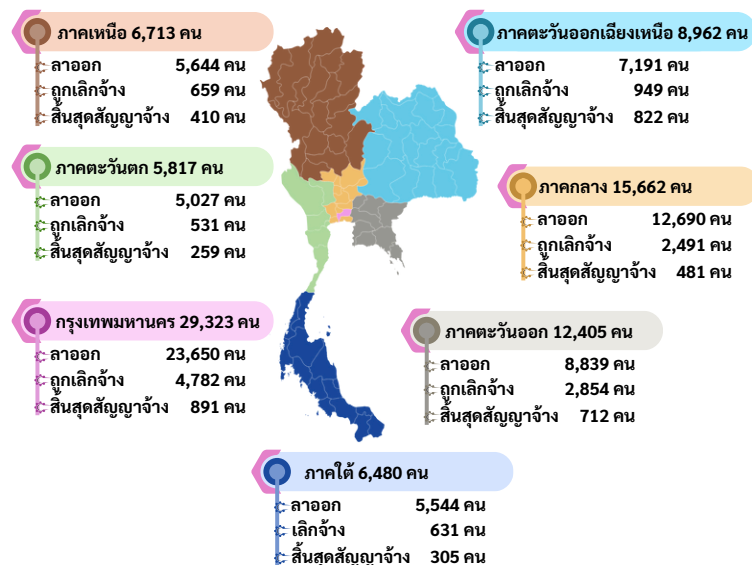 ภาคเหนือ 6,713 คน
ลาออก 5,644 คน
ถูกเลิกจ้าง 659 คน
สิ้นสุดสัญญาจ้าง 410 คน
ภาคตะวันออกเฉียงเหนือ 8,962 คน
ลาออก 7,191 คน
ถูกเลิกจ้าง 949 คน
สิ้นสุดสัญญาจ้าง 822 คน
ภาคตะวันตก 5,817 คน
ลาออก 5,027 คน
ถูกเลิกจ้าง 531 คน
สิ้นสุดสัญญาจ้าง 259 คน
ภาคกลาง 15,662 คน
ลาออก 12,690 คน
ถูกเลิกจ้าง 2,491 คน
สิ้นสุดสัญญาจ้าง 481 คน
กรุงเทพมหานคร 29,323 คน
ลาออก 23,650 คน
ถูกเลิกจ้าง 4,782 คน
สิ้นสุดสัญญาจ้าง 891 คน
ภาคตะวันออก 12,405 คน
ลาออก 8,839 คน
ถูกเลิกจ้าง 2,854 คน
สิ้นสุดสัญญาจ้าง 712 คน
ภาคใต้ 6,480 คน
ลาออก 5,544 คน
เลิกจ้าง 631 คน
สิ้นสุดสัญญาจ้าง 305 คน